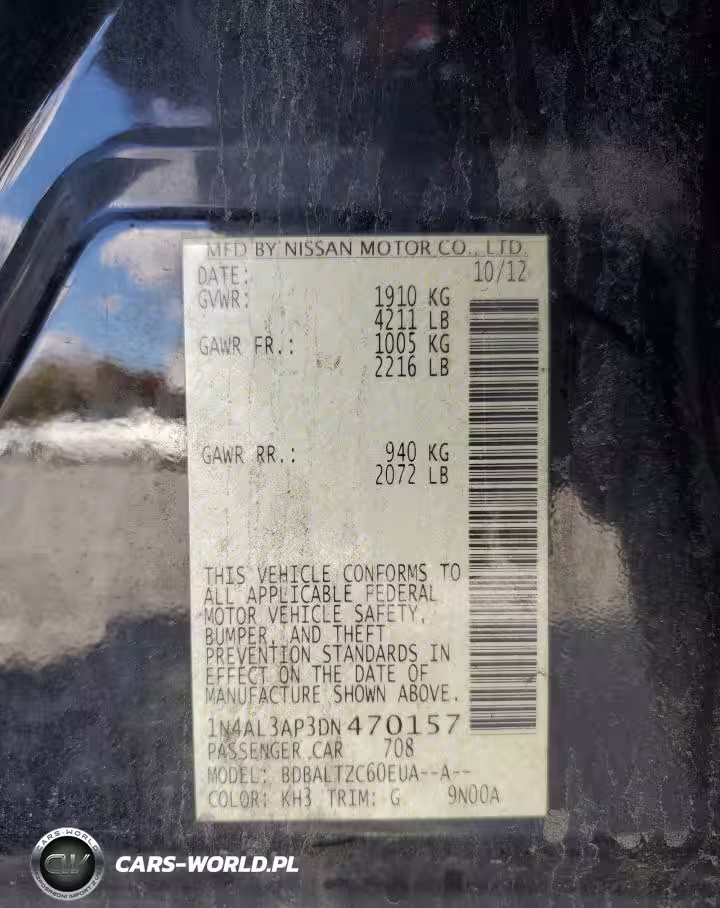 MFD BY NISSAN MOTOR CO., LTD.
DATE: 10/12
GVWR: 1910 KG
4211 LB
GAWR FR.: 1005 KG
2216 LB
GAWR RR.: 940 KG
2072 LB
THIS VEHICLE CONFORMS TO
ALL APPLICABLE FEDERAL
MOTOR VEHICLE SAFETY,
BUMPER, AND THEFT
PREVENTION STANDARDS IN
EFFECT ON THE DATE OF
MANUFACTURE SHOWN ABOVE.
1N4AL3AP3DN470157
PASSENGER CAR 708
MODEL: BDBALTZC60EUA--A--
COLOR: KH3 TRIM: G 9N00A
CARS-WORLD
CW
CARS-WORLD.PL